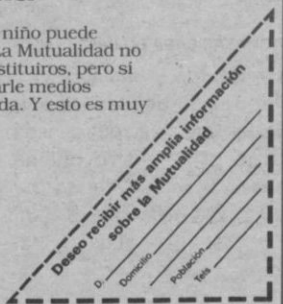 niño puede
a Mutualidad no
stituiros, pero sí
rle medios
da. Y esto es muy
Deseo recibir más amplia información
sobre la Mutualidad
D.
Domicilio
Población
Tels